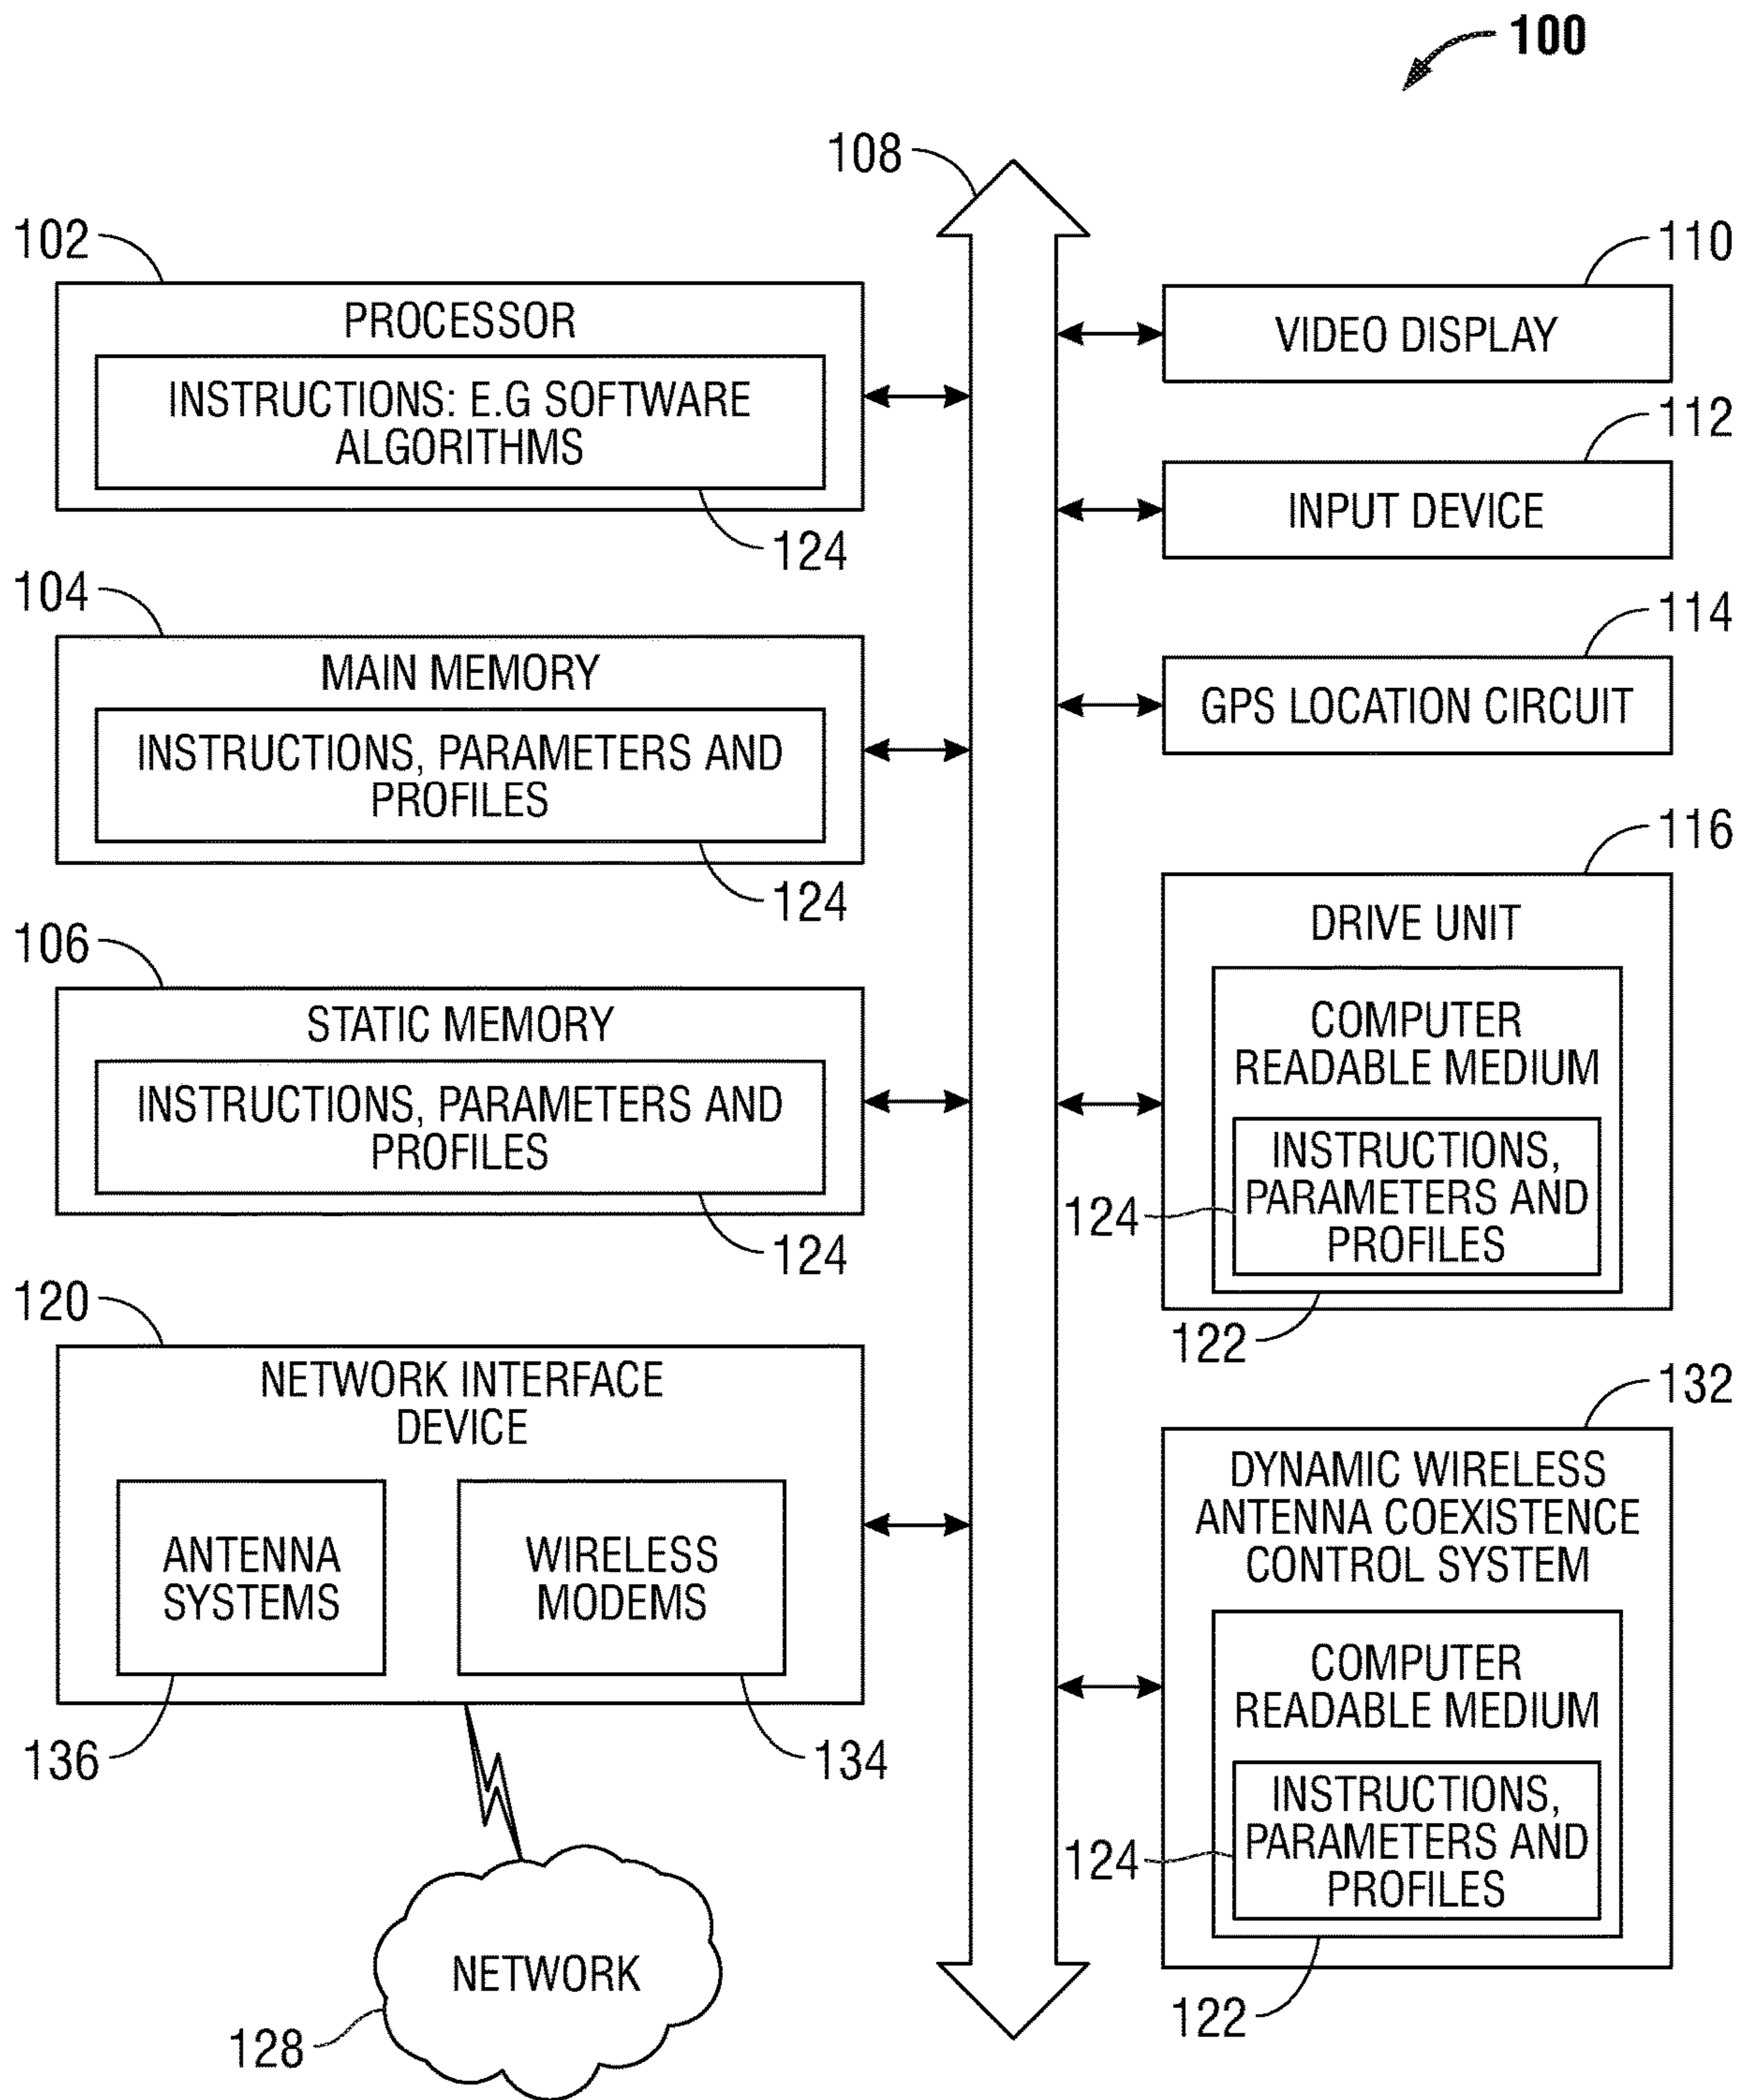 100
108
102
PROCESSOR
INSTRUCTIONS: E.G SOFTWARE
ALGORITHMS
124
104
MAIN MEMORY
INSTRUCTIONS, PARAMETERS AND
PROFILES
124
106
STATIC MEMORY
INSTRUCTIONS, PARAMETERS AND
PROFILES
124
120
NETWORK INTERFACE
DEVICE
ANTENNA
SYSTEMS
WIRELESS
MODEMS
136
134
NETWORK
128
110
VIDEO DISPLAY
112
INPUT DEVICE
114
GPS LOCATION CIRCUIT
116
DRIVE UNIT
COMPUTER
READABLE MEDIUM
INSTRUCTIONS,
PARAMETERS AND
PROFILES
124
122
132
DYNAMIC WIRELESS
ANTENNA COEXISTENCE
CONTROL SYSTEM
COMPUTER
READABLE MEDIUM
INSTRUCTIONS,
PARAMETERS AND
PROFILES
124
122